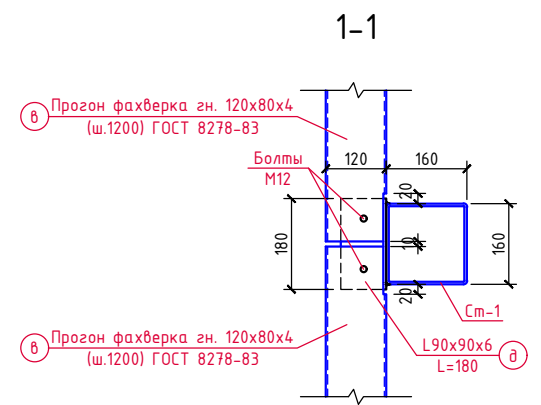 1-1
в Прогон фахверка гн. 120х80х4
(ш.1200) ГОСТ 8278-83
Болты
М12
120
160
20
180
10
160
20
Ст-1
в Прогон фахверка гн. 120х80х4
(ш.1200) ГОСТ 8278-83
L90х90х6 д
L=180